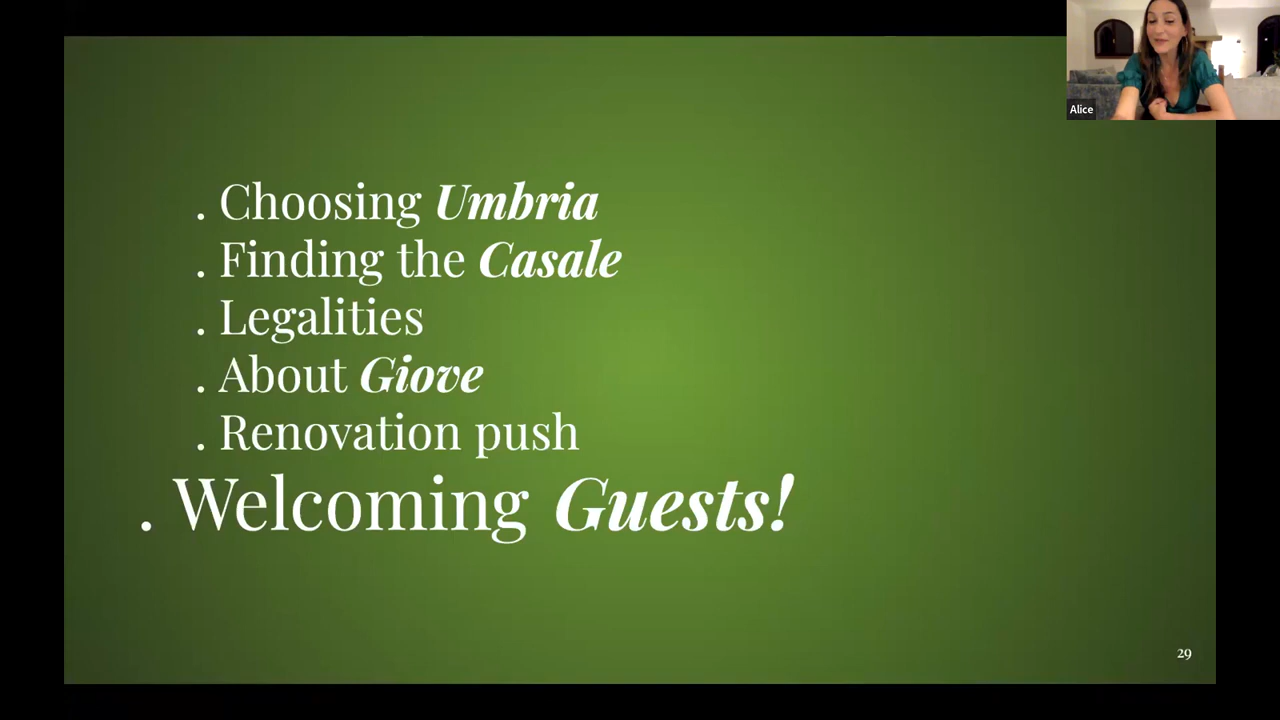 Alice
. Choosing Umbria
. Finding the Casale
. Legalities
. About Giove
. Renovation push
. Welcoming Guests!
29